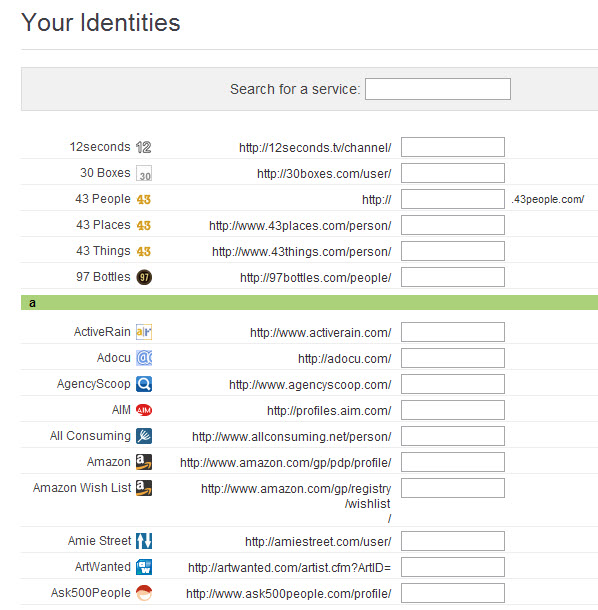 Your Identities
Search for a service:
12seconds 12 http://12seconds.tv/channel/
30 Boxes 30 http://30boxes.com/user/
43 People 43 http:// .43people.com/
43 Places 43 http://www.43places.com/person/
43 Things 43 http://www.43things.com/person/
97 Bottles 97 http://97bottles.com/people/
a
ActiveRain a|r http://www.activerain.com/
Adocu @ http://adocu.com/
AgencyScoop http://www.agencyscoop.com/
AIM AIM http://profiles.aim.com/
All Consuming http://www.allconsuming.net/person/
Amazon a http://www.amazon.com/gp/pdp/profile/
Amazon Wish List a http://www.amazon.com/gp/registry
/wishlist
/
Amie Street http://amiestreet.com/user/
ArtWanted w http://artwanted.com/artist.cfm?ArtID=
Ask500People http://www.ask500people.com/profile/